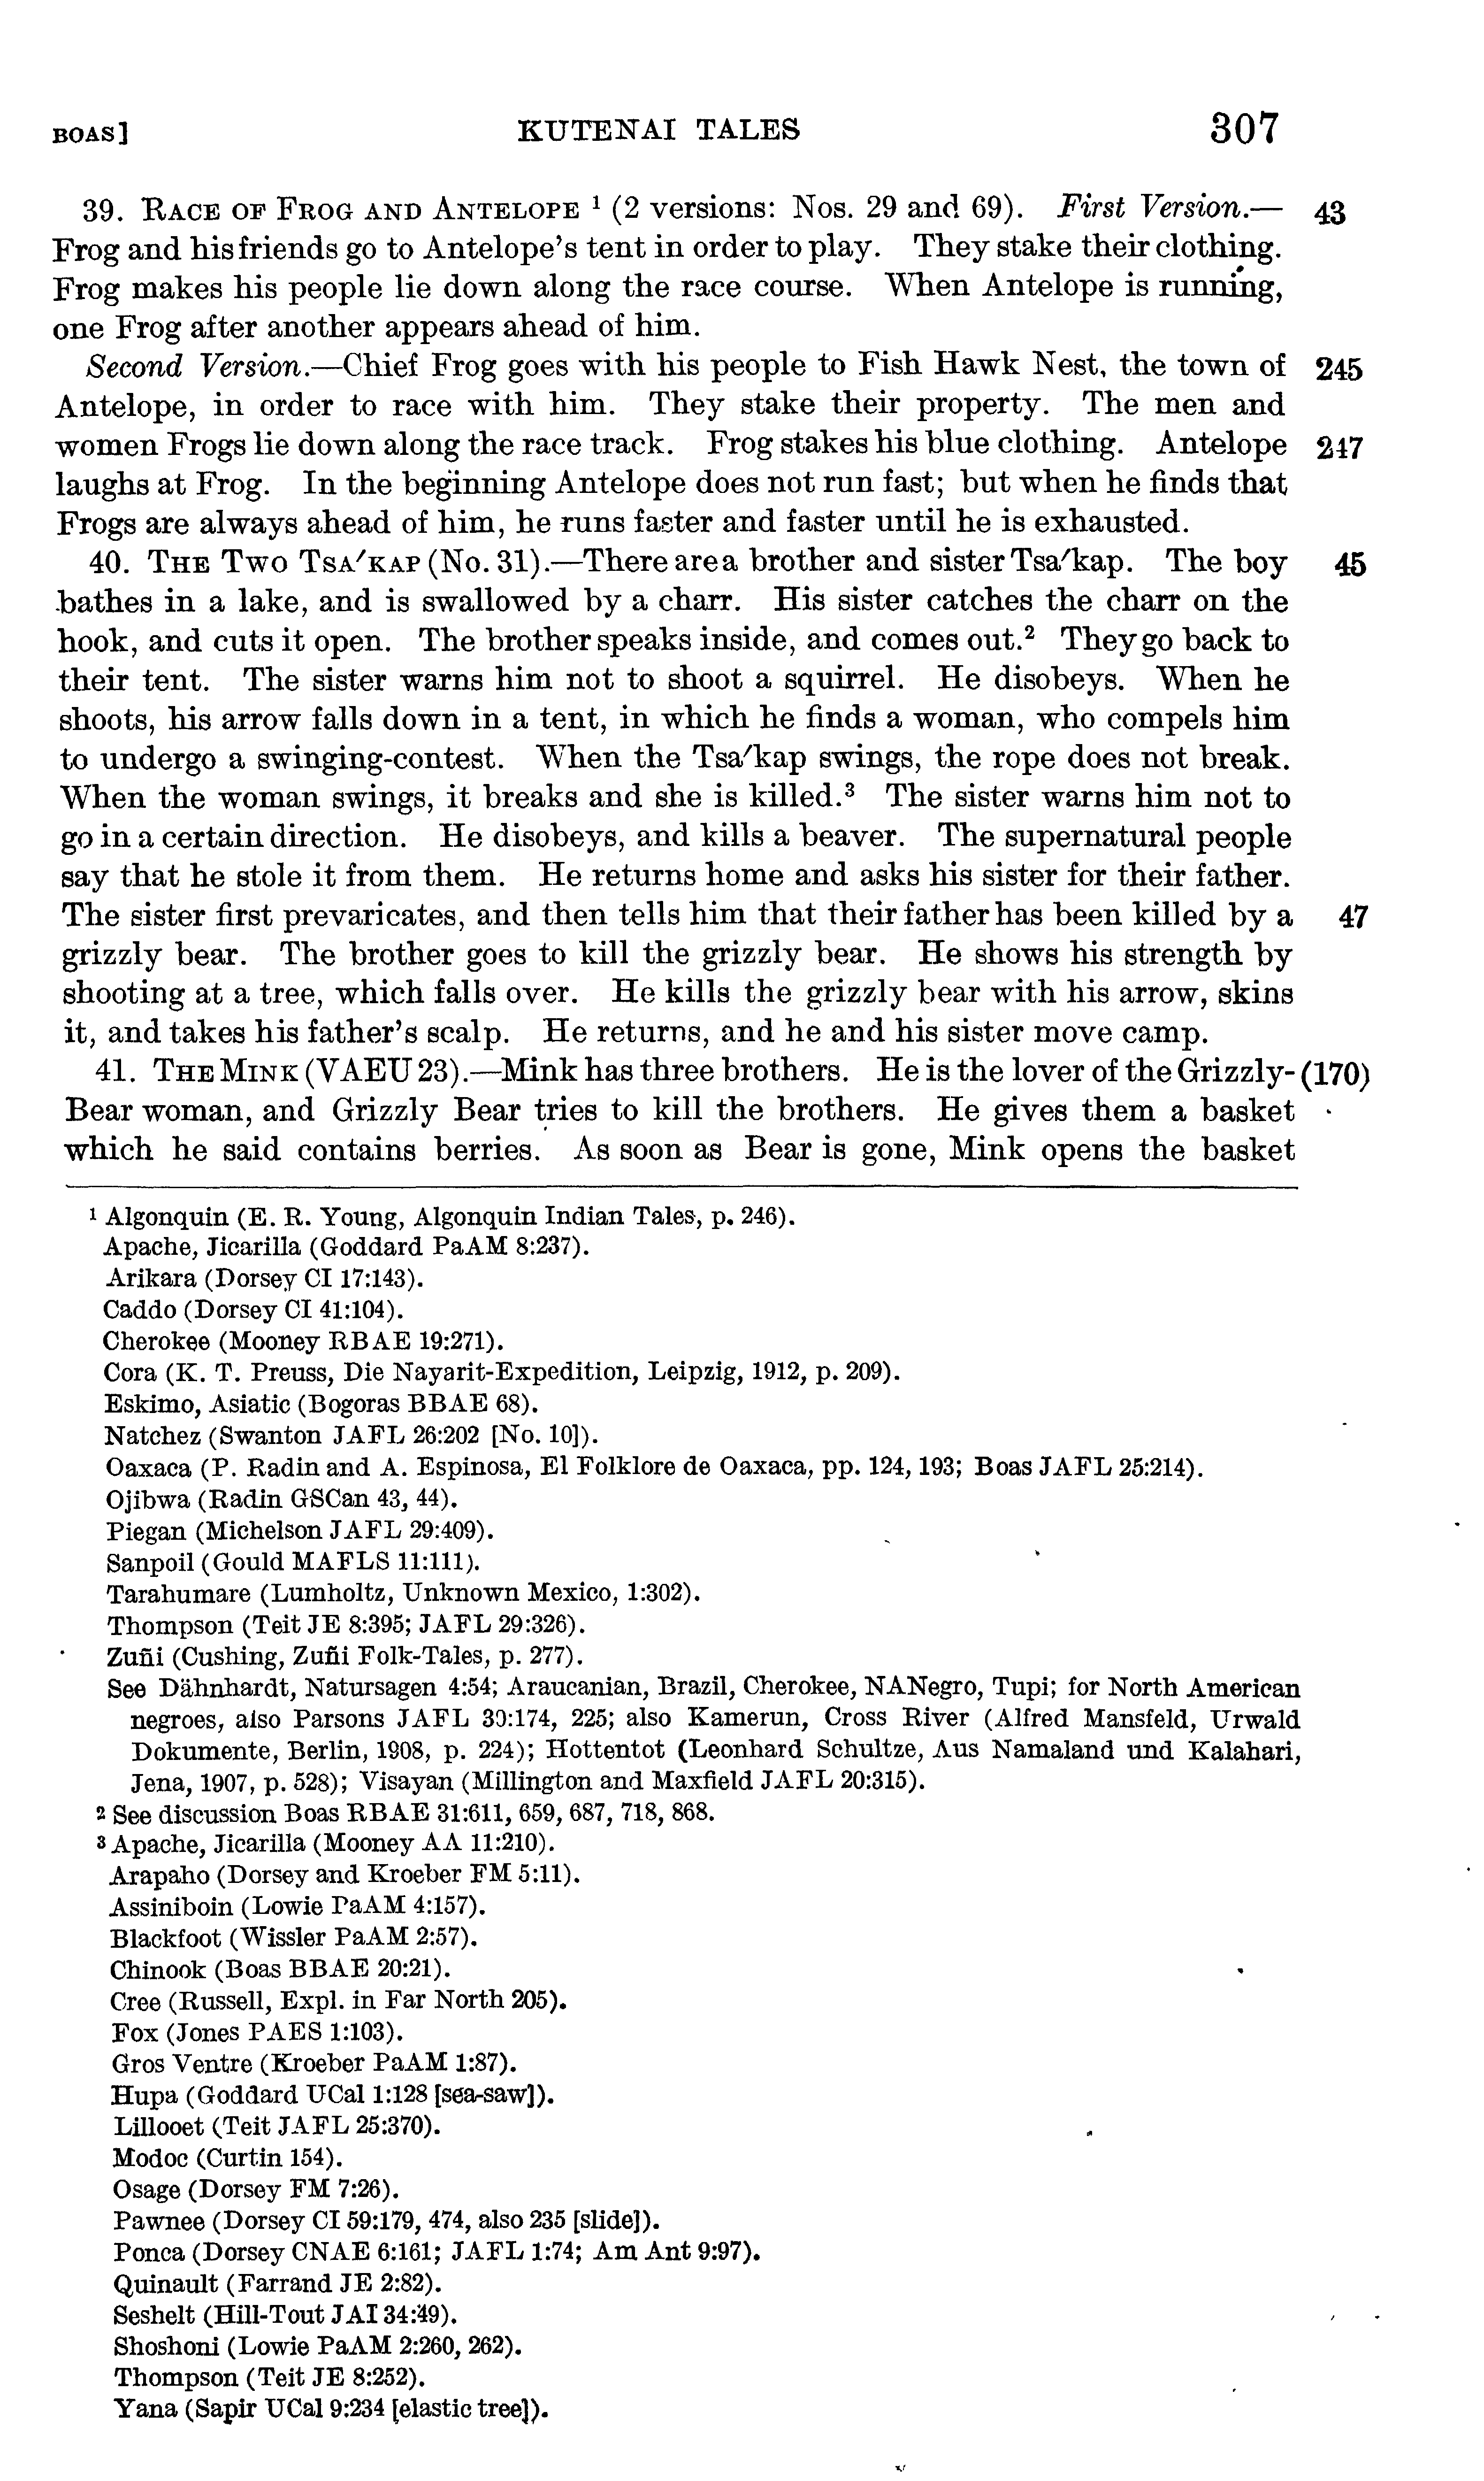 BOAS] KUTENAI TALES 307
39. RACE OF FROG AND ANTELOPE ¹ (2 versions: Nos. 29 and 69). First Version.— 43
Frog and his friends go to Antelope's tent in order to play. They stake their clothing.
Frog makes his people lie down along the race course. When Antelope is running,
one Frog after another appears ahead of him.
Second Version.—Chief Frog goes with his people to Fish Hawk Nest, the town of 245
Antelope, in order to race with him. They stake their property. The men and
women Frogs lie down along the race track. Frog stakes his blue clothing. Antelope 247
laughs at Frog. In the beginning Antelope does not run fast; but when he finds that
Frogs are always ahead of him, he runs faster and faster until he is exhausted.
40. THE TWO TSA′KAP (No. 31).—There are a brother and sister Tsa′kap. The boy 45
bathes in a lake, and is swallowed by a charr. His sister catches the charr on the
hook, and cuts it open. The brother speaks inside, and comes out.² They go back to
their tent. The sister warns him not to shoot a squirrel. He disobeys. When he
shoots, his arrow falls down in a tent, in which he finds a woman, who compels him
to undergo a swinging-contest. When the Tsa′kap swings, the rope does not break.
When the woman swings, it breaks and she is killed.³ The sister warns him not to
go in a certain direction. He disobeys, and kills a beaver. The supernatural people
say that he stole it from them. He returns home and asks his sister for their father.
The sister first prevaricates, and then tells him that their father has been killed by a 47
grizzly bear. The brother goes to kill the grizzly bear. He shows his strength by
shooting at a tree, which falls over. He kills the grizzly bear with his arrow, skins
it, and takes his father's scalp. He returns, and he and his sister move camp.
41. THE MINK (VAEU 23).—Mink has three brothers. He is the lover of the Grizzly- (170)
Bear woman, and Grizzly Bear tries to kill the brothers. He gives them a basket
which he said contains berries. As soon as Bear is gone, Mink opens the basket
¹ Algonquin (E. R. Young, Algonquin Indian Tales, p. 246).
Apache, Jicarilla (Goddard PaAM 8:237).
Arikara (Dorsey CI 17:143).
Caddo (Dorsey CI 41:104).
Cherokee (Mooney RBAE 19:271).
Cora (K. T. Preuss, Die Nayarit-Expedition, Leipzig, 1912, p. 209).
Eskimo, Asiatic (Bogoras BBAE 68).
Natchez (Swanton JAFL 26:202 [No. 10]).
Oaxaca (P. Radin and A. Espinosa, El Folklore de Oaxaca, pp. 124, 193; Boas JAFL 25:214).
Ojibwa (Radin GSCan 43, 44).
Piegan (Michelson JAFL 29:409).
Sanpoil (Gould MAFLS 11:111).
Tarahumare (Lumholtz, Unknown Mexico, 1:302).
Thompson (Teit JE 8:395; JAFL 29:326).
Zuñi (Cushing, Zuñi Folk-Tales, p. 277).
See Dähnhardt, Natursagen 4:54; Araucanian, Brazil, Cherokee, NANegro, Tupi; for North American
negroes, also Parsons JAFL 30:174, 225; also Kamerun, Cross River (Alfred Mansfeld, Urwald
Dokumente, Berlin, 1908, p. 224); Hottentot (Leonhard Schultze, Aus Namaland und Kalahari,
Jena, 1907, p. 528); Visayan (Millington and Maxfield JAFL 20:315).
² See discussion Boas RBAE 31:611, 659, 687, 718, 868.
³ Apache, Jicarilla (Mooney AA 11:210).
Arapaho (Dorsey and Kroeber FM 5:11).
Assiniboin (Lowie PaAM 4:157).
Blackfoot (Wissler PaAM 2:57).
Chinook (Boas BBAE 20:21).
Cree (Russell, Expl. in Far North 205).
Fox (Jones PAES 1:103).
Gros Ventre (Kroeber PaAM 1:87).
Hupa (Goddard UCal 1:128 [sea-saw]).
Lillooet (Teit JAFL 25:370).
Modoc (Curtin 154).
Osage (Dorsey FM 7:26).
Pawnee (Dorsey CI 59:179, 474, also 235 [slide]).
Ponca (Dorsey CNAE 6:161; JAFL 1:74; Am Ant 9:97).
Quinault (Farrand JE 2:82).
Seshelt (Hill-Tout JAI 34:49).
Shoshoni (Lowie PaAM 2:260, 262).
Thompson (Teit JE 8:252).
Yana (Sapir UCal 9:234 [elastic tree]).